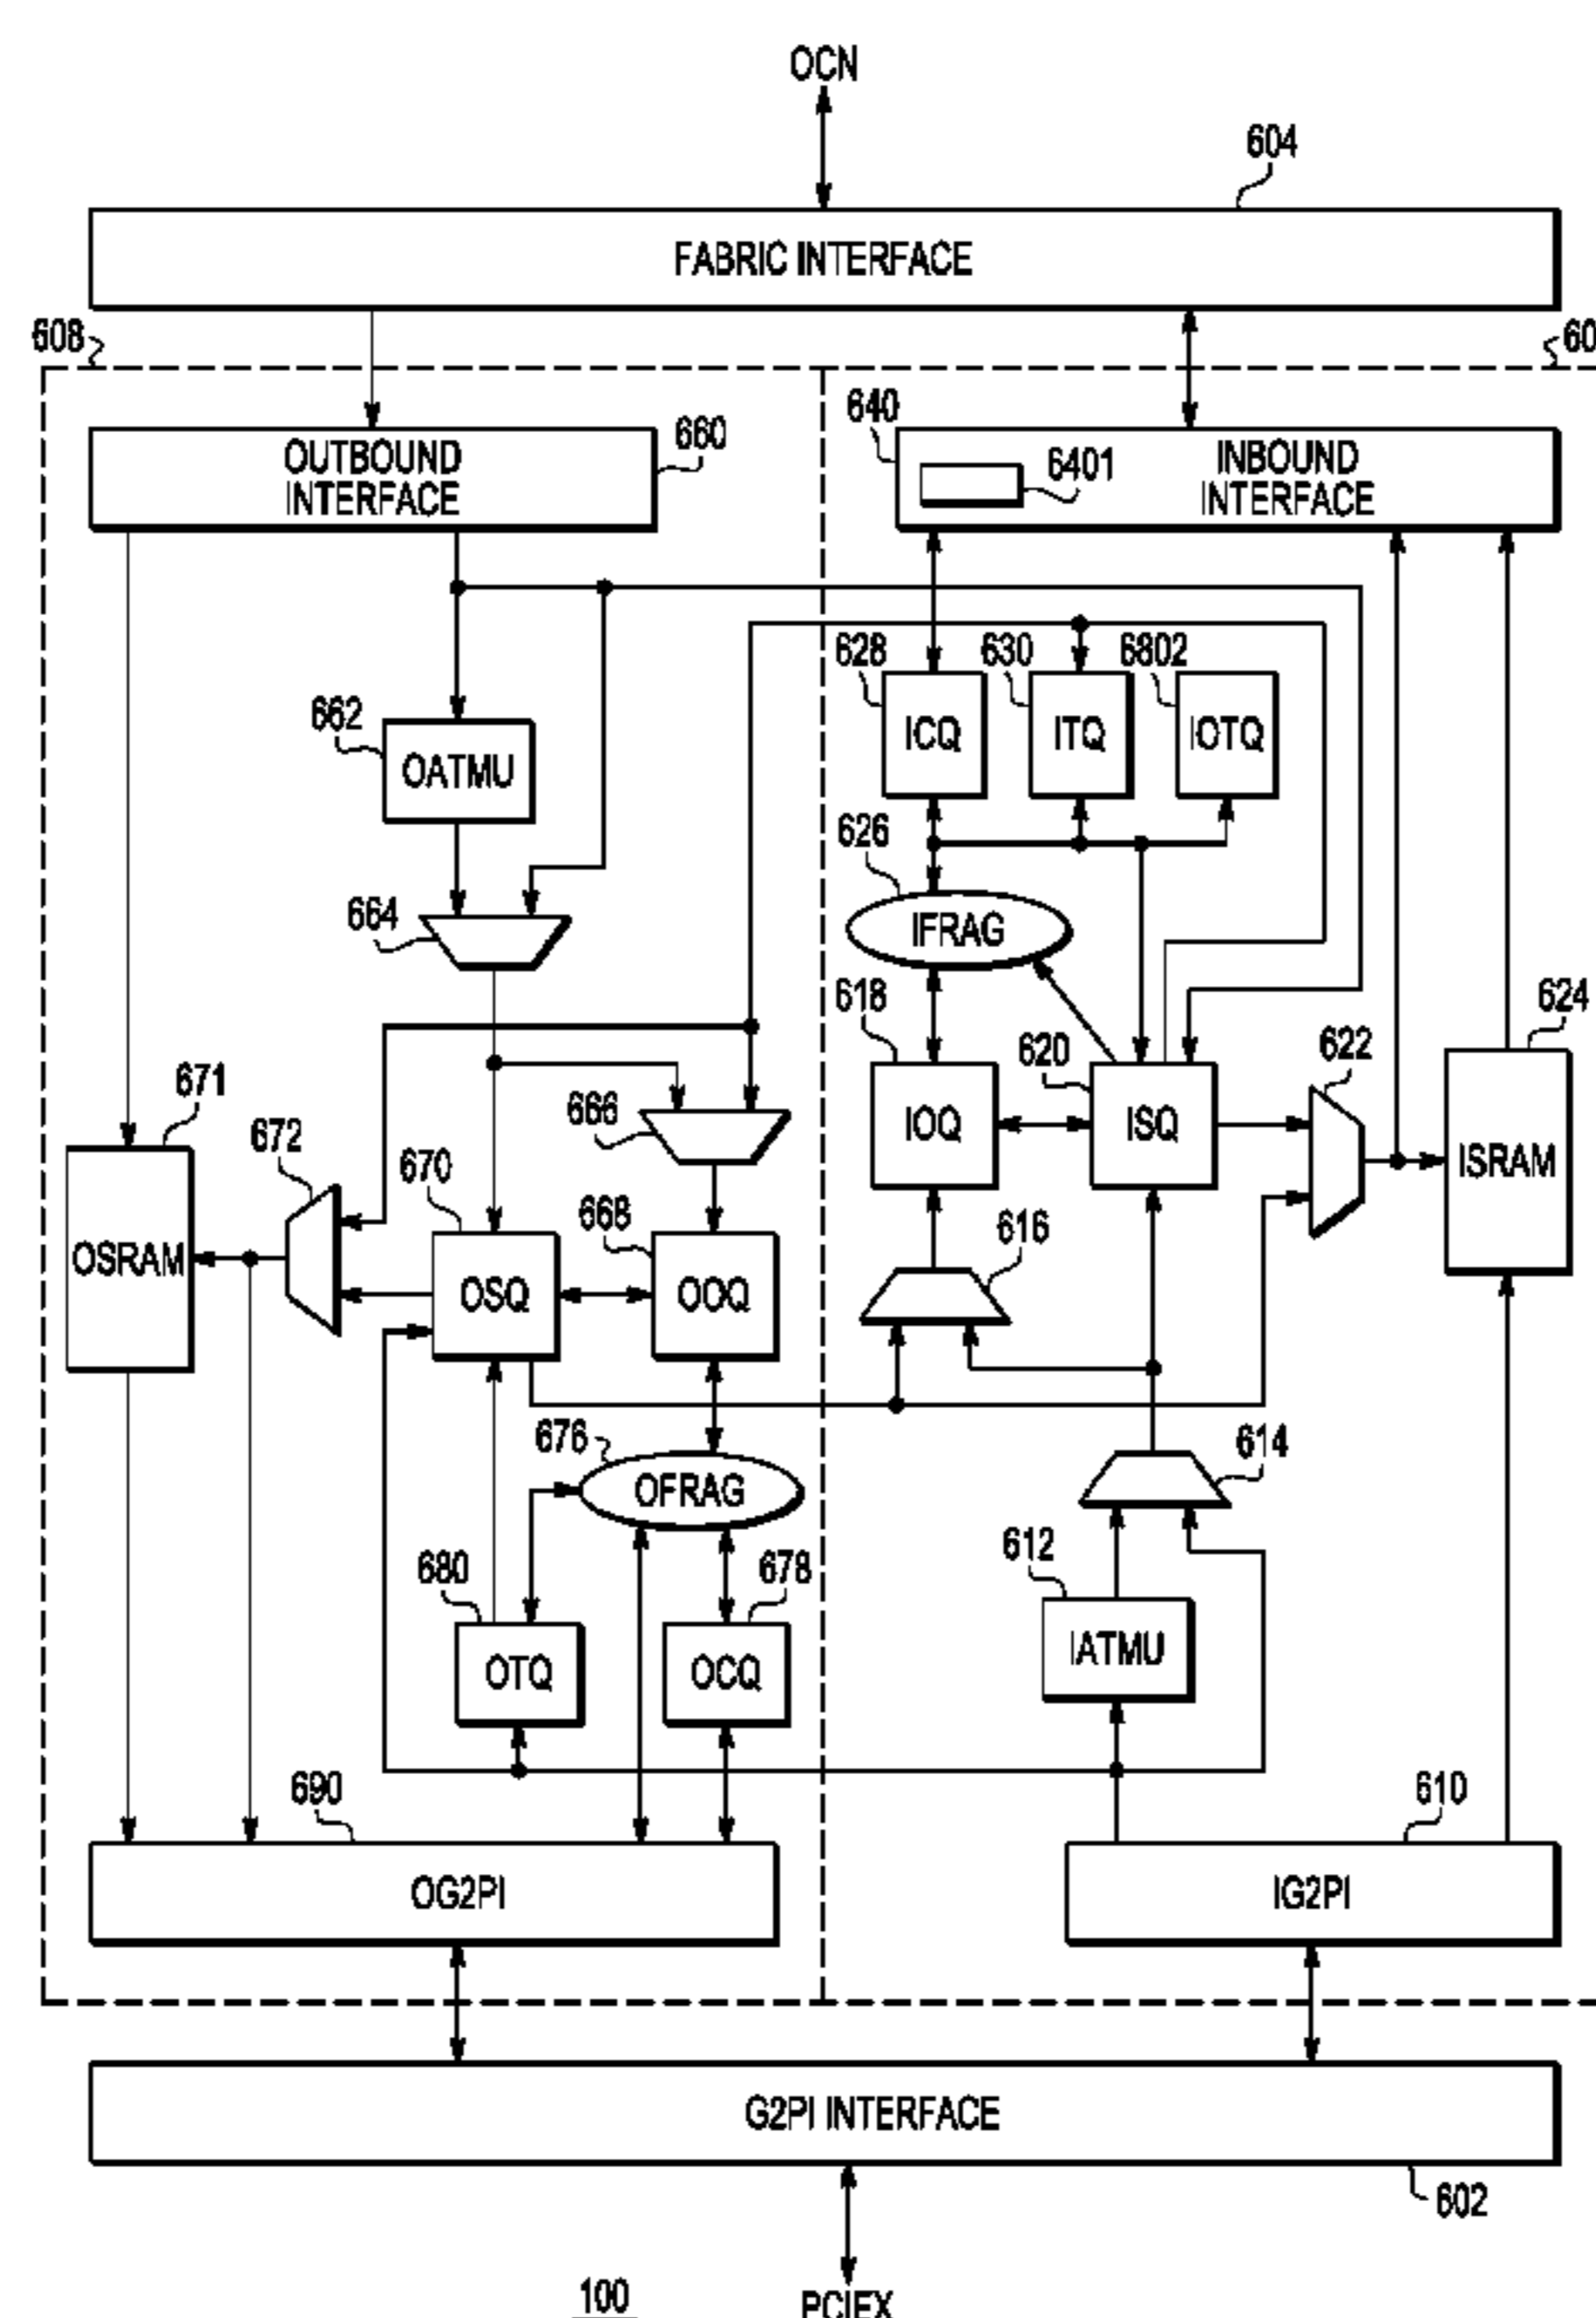 OCN
604
FABRIC INTERFACE
608
640
660
OUTBOUND
INTERFACE
6401
INBOUND
INTERFACE
628
630
6802
662
ICQ
ITQ
IOTQ
OATMU
626
664
IFRAG
618
620
622
624
671
672
666
670
IOQ
ISQ
ISRAM
668
616
OSRAM
OSQ
OOQ
676
614
OFRAG
612
680
678
OTQ
OCQ
IATMU
690
610
OG2PI
IG2PI
G2PI INTERFACE
602
100
PCIEX